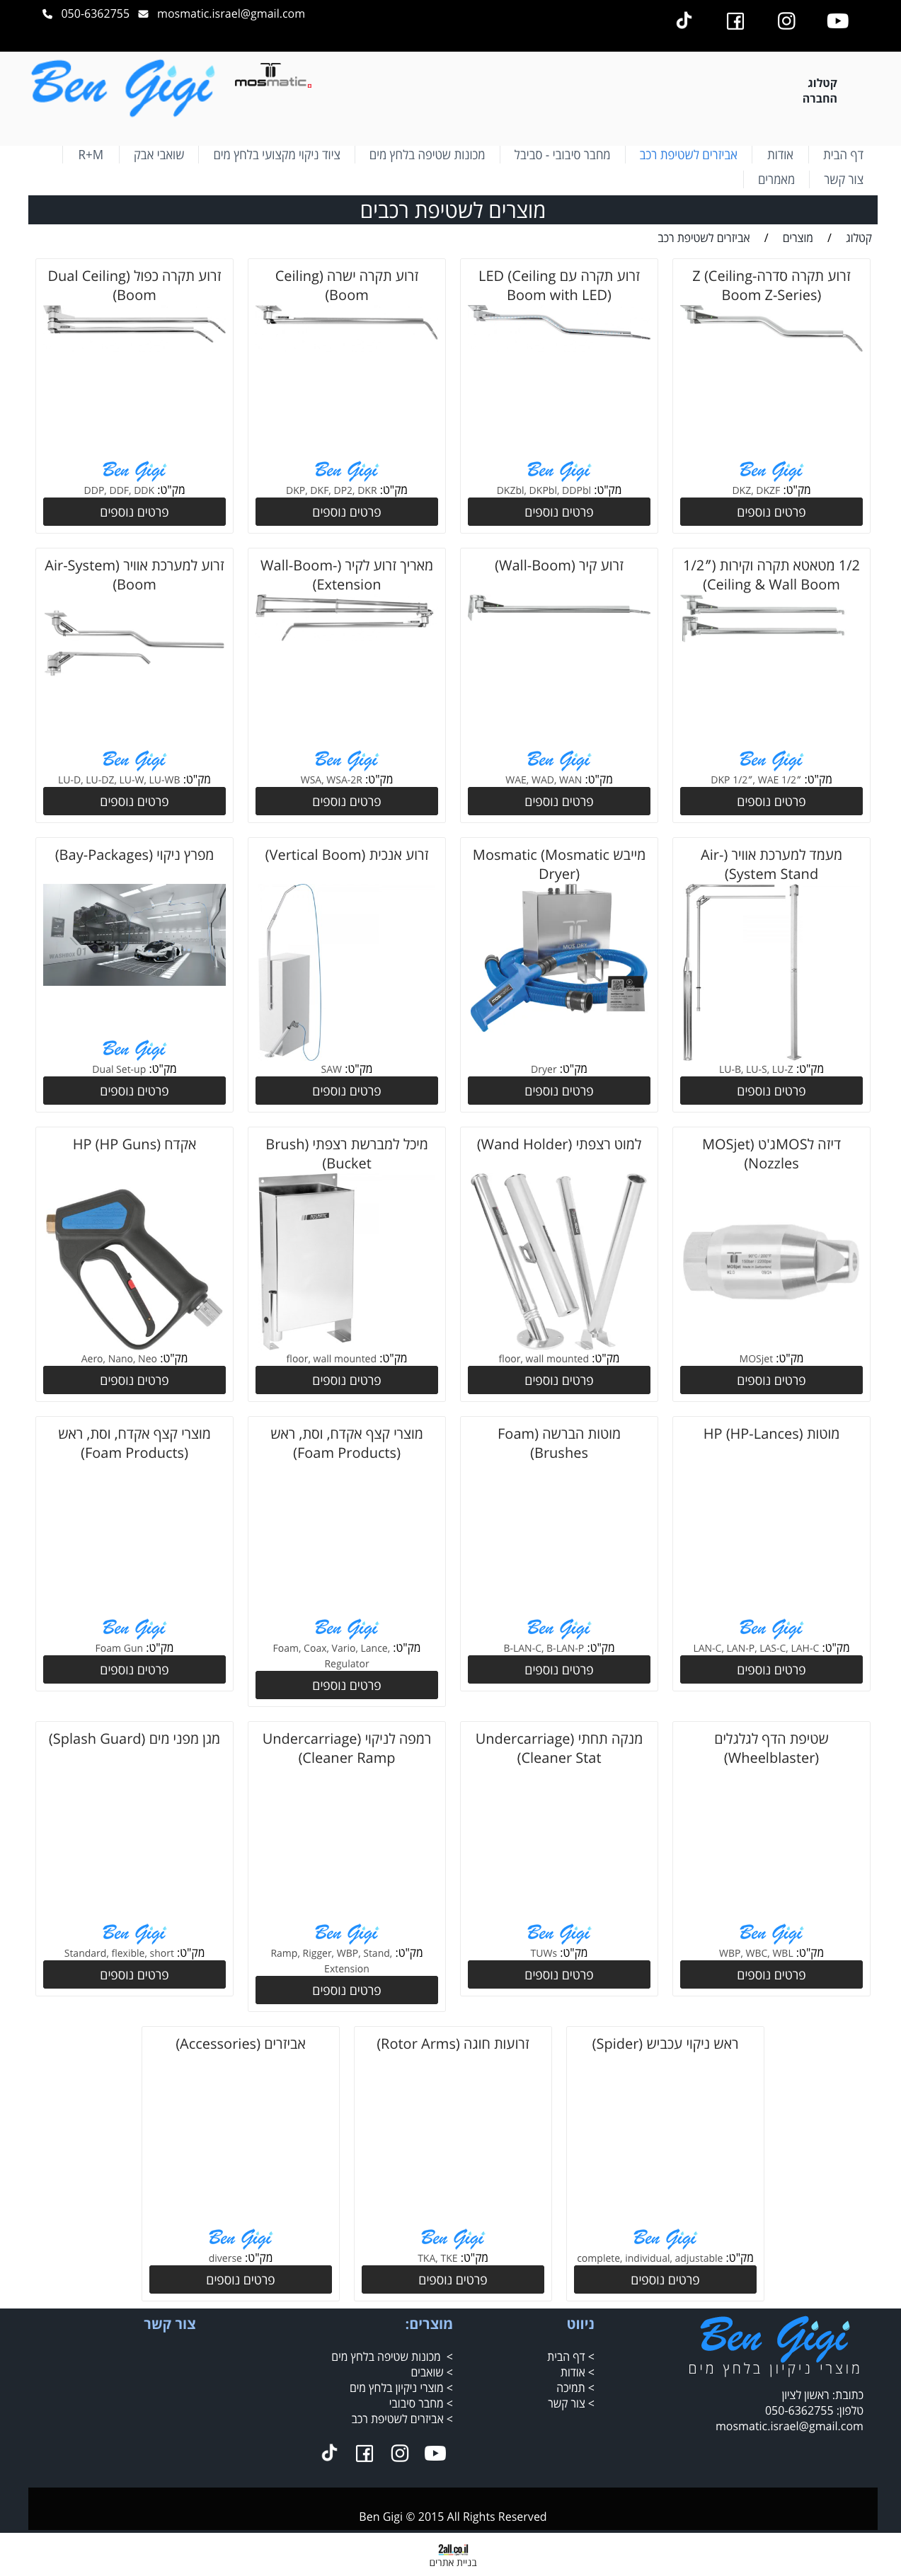 050-6362755 mosmatic.israel@gmail.com
Ben Gigi
mosmatic
קטלוג
החברה
דף הבית
אודות
אביזרים לשטיפת רכב
מחבר סיבובי - סביבל
מכונות שטיפה בלחץ מים
ציוד ניקוי מקצועי בלחץ מים
שואבי אבק
R+M
צור קשר
מאמרים
מוצרים לשטיפת רכבים
קטלוג / מוצרים / אביזרים לשטיפת רכב
זרוע תקרה סדרה-Z (Ceiling
Boom Z-Series)
Ben Gigi
מק"ט: DKZ, DKZF
פרטים נוספים
זרוע תקרה עם LED (Ceiling
Boom with LED)
Ben Gigi
מק"ט: DKZbl, DKPbl, DDPbl
פרטים נוספים
זרוע תקרה ישרה (Ceiling
Boom)
Ben Gigi
מק"ט: DKP, DKF, DP2, DKR
פרטים נוספים
זרוע תקרה כפול (Dual Ceiling
Boom)
Ben Gigi
מק"ט: DDP, DDF, DDK
פרטים נוספים
1/2 מטאטא תקרה וקירות (1/2″
Ceiling & Wall Boom)
Ben Gigi
מק"ט: DKP 1/2″, WAE 1/2″
פרטים נוספים
זרוע קיר (Wall-Boom)
Ben Gigi
מק"ט: WAE, WAD, WAN
פרטים נוספים
מאריך זרוע לקיר (Wall-Boom-
Extension)
Ben Gigi
מק"ט: WSA, WSA-2R
פרטים נוספים
זרוע למערכת אוויר (Air-System
Boom)
Ben Gigi
מק"ט: LU-D, LU-DZ, LU-W, LU-WB
פרטים נוספים
מעמד למערכת אוויר (Air-
System Stand)
מק"ט: LU-B, LU-S, LU-Z
פרטים נוספים
מייבש Mosmatic (Mosmatic
Dryer)
מק"ט: Dryer
פרטים נוספים
זרוע אנכית (Vertical Boom)
מק"ט: SAW
פרטים נוספים
מפרץ ניקוי (Bay-Packages)
Ben Gigi
מק"ט: Dual Set-up
פרטים נוספים
דיזה לMOSג'ט (MOSjet
Nozzles)
מק"ט: MOSjet
פרטים נוספים
למוט רצפתי (Wand Holder)
מק"ט: floor, wall mounted
פרטים נוספים
מיכל למברשת רצפתי (Brush
Bucket)
מק"ט: floor, wall mounted
פרטים נוספים
אקדח HP (HP Guns)
מק"ט: Aero, Nano, Neo
פרטים נוספים
מוטות HP (HP-Lances)
Ben Gigi
מק"ט: LAN-C, LAN-P, LAS-C, LAH-C
פרטים נוספים
מוטות הברשה (Foam
Brushes)
Ben Gigi
מק"ט: B-LAN-C, B-LAN-P
פרטים נוספים
מוצרי קצף אקדח, וסת, ראש
(Foam Products)
Ben Gigi
מק"ט: Foam, Coax, Vario, Lance,
Regulator
פרטים נוספים
מוצרי קצף אקדח, וסת, ראש
(Foam Products)
Ben Gigi
מק"ט: Foam Gun
פרטים נוספים
שטיפת הדף לגלגלים
(Wheelblaster)
Ben Gigi
מק"ט: WBP, WBC, WBL
פרטים נוספים
מנקה תחתי (Undercarriage
Cleaner Stat)
Ben Gigi
מק"ט: TUWs
פרטים נוספים
רמפה לניקוי (Undercarriage
Cleaner Ramp)
Ben Gigi
מק"ט: Ramp, Rigger, WBP, Stand,
Extension
פרטים נוספים
מגן מפני מים (Splash Guard)
Ben Gigi
מק"ט: Standard, flexible, short
פרטים נוספים
ראש ניקוי עכביש (Spider)
Ben Gigi
מק"ט: complete, individual, adjustable
פרטים נוספים
זרועות חוגה (Rotor Arms)
Ben Gigi
מק"ט: TKA, TKE
פרטים נוספים
אביזרים (Accessories)
Ben Gigi
מק"ט: diverse
פרטים נוספים
Ben Gigi
מוצרי ניקיון בלחץ מים
כתובת: ראשון לציון
טלפון: 050-6362755
mosmatic.israel@gmail.com
ניווט
> דף הבית
> אודות
> תמיכה
> צור קשר
מוצרים:
> מכונות שטיפה בלחץ מים
> שואבים
> מוצרי ניקיון בלחץ מים
> מחבר סיבובי
> אביזרים לשטיפת רכב
צור קשר
Ben Gigi © 2015 All Rights Reserved
2all.co.il
בניית אתרים